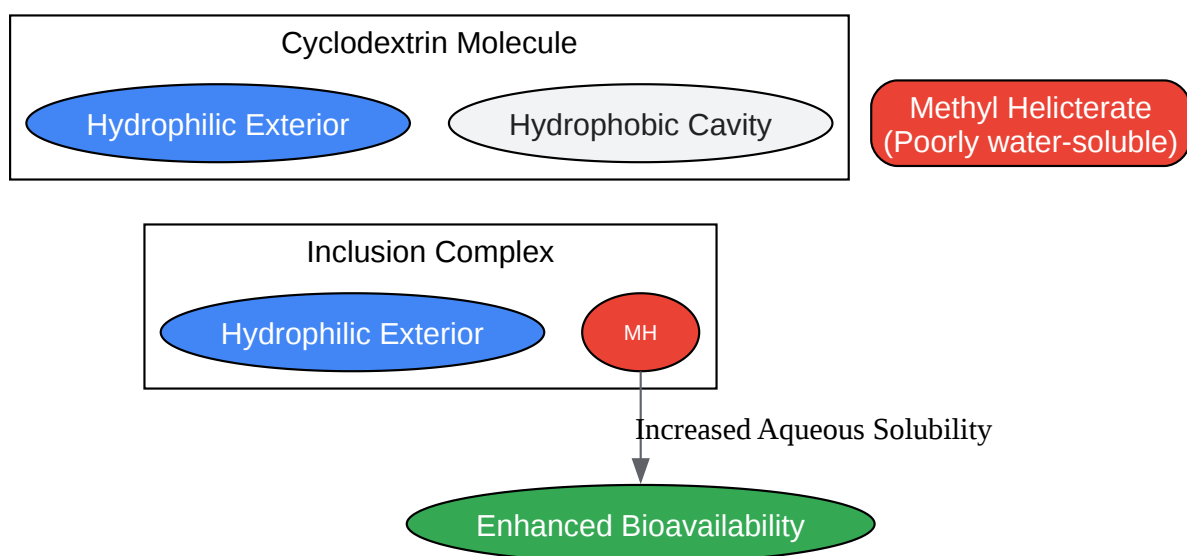 Cyclodextrin Molecule
Hydrophilic Exterior
Hydrophobic Cavity
Methyl Helicterate
(Poorly water-soluble)
Inclusion Complex
Hydrophilic Exterior
MH
Increased Aqueous Solubility
Enhanced Bioavailability